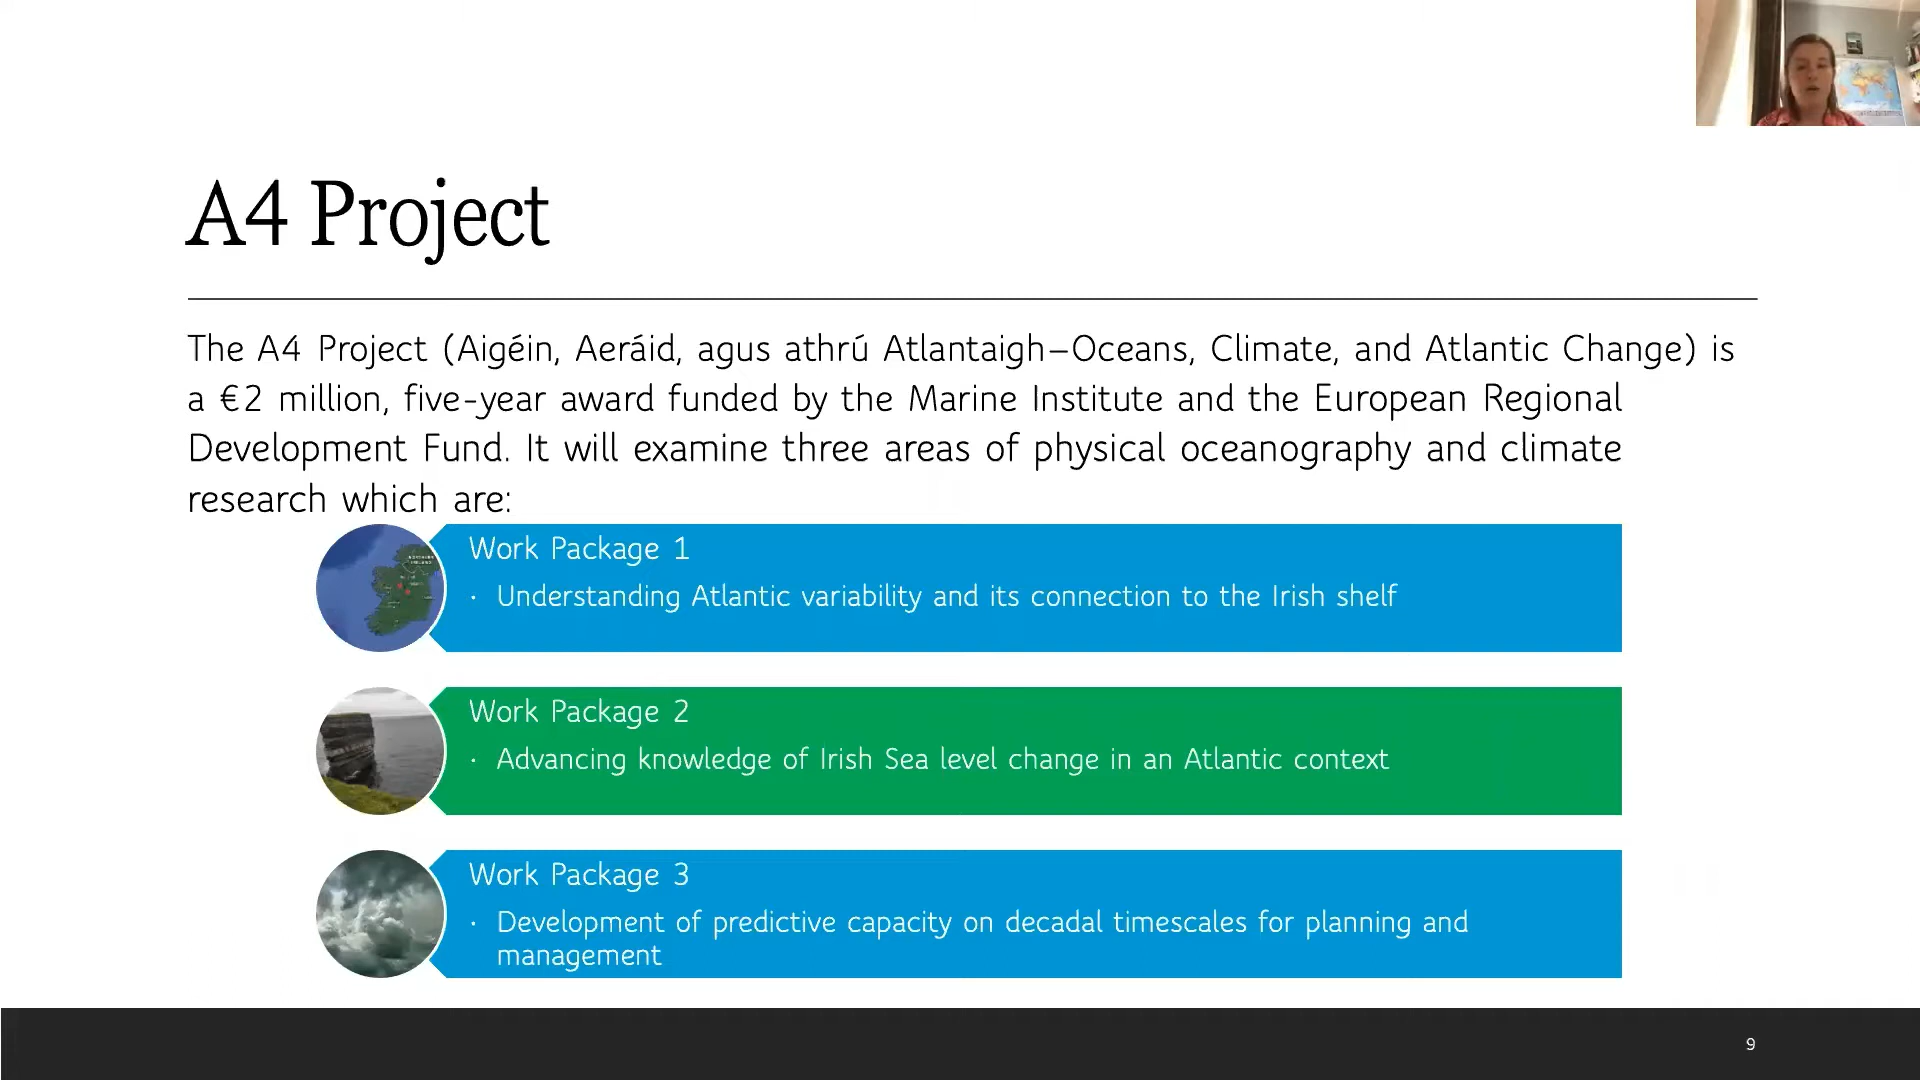 A4 Project
The A4 Project (Aigéin, Aeráid, agus athrú Atlantaigh–Oceans, Climate, and Atlantic Change) is
a €2 million, five-year award funded by the Marine Institute and the European Regional
Development Fund. It will examine three areas of physical oceanography and climate
research which are:
Work Package 1
· Understanding Atlantic variability and its connection to the Irish shelf
Work Package 2
· Advancing knowledge of Irish Sea level change in an Atlantic context
Work Package 3
· Development of predictive capacity on decadal timescales for planning and
management
9